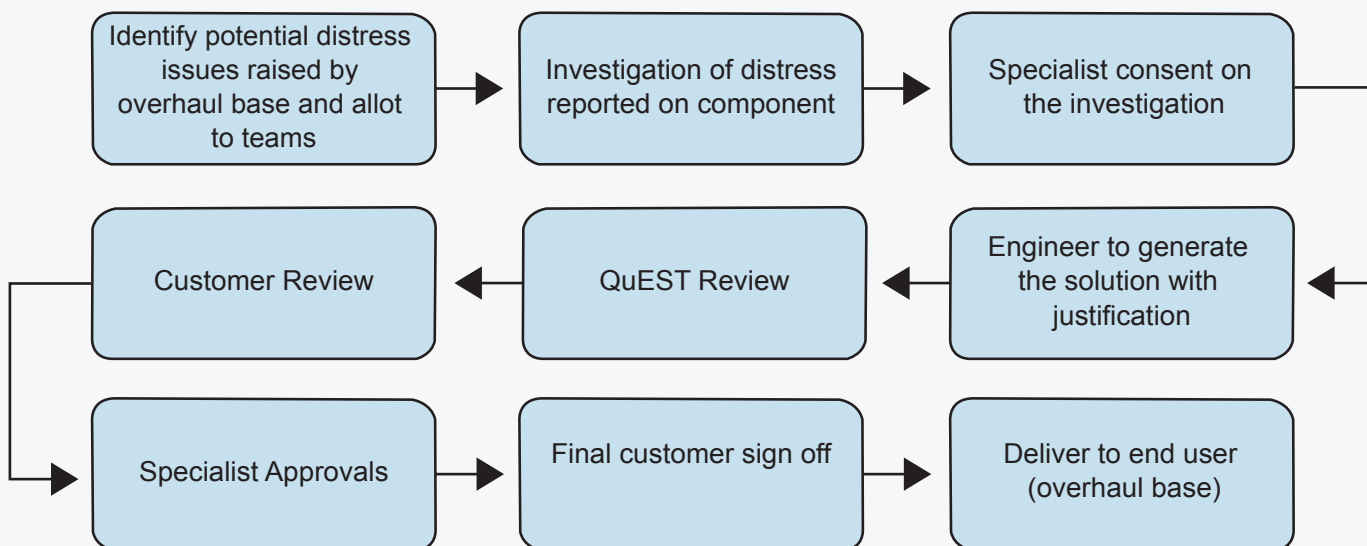 Identify potential distress
issues raised by
overhaul base and allot
to teams
Investigation of distress
reported on component
Specialist consent on
the investigation
Engineer to generate
the solution with
justification
QuEST Review
Customer Review
Specialist Approvals
Final customer sign off
Deliver to end user
(overhaul base)